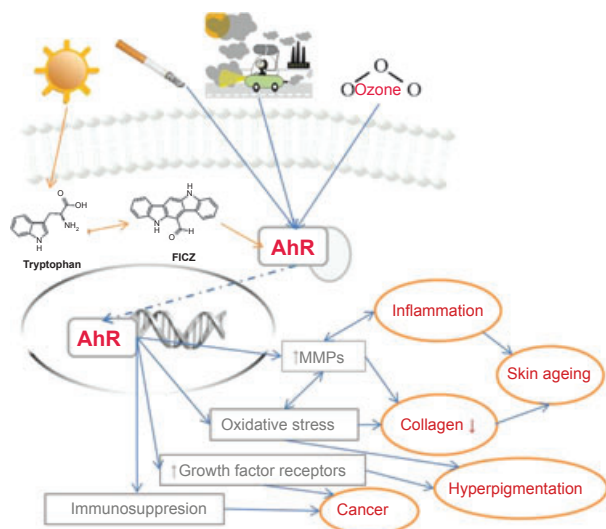 O
O O
Ozone
O
OH
NH₂
N
H
Tryptophan
H
N
N
H
O
H
FICZ
AhR
AhR
Inflammation
↑MMPs
Skin ageing
Oxidative stress
Collagen ↓
↑Growth factor receptors
Hyperpigmentation
Immunosuppresion
Cancer